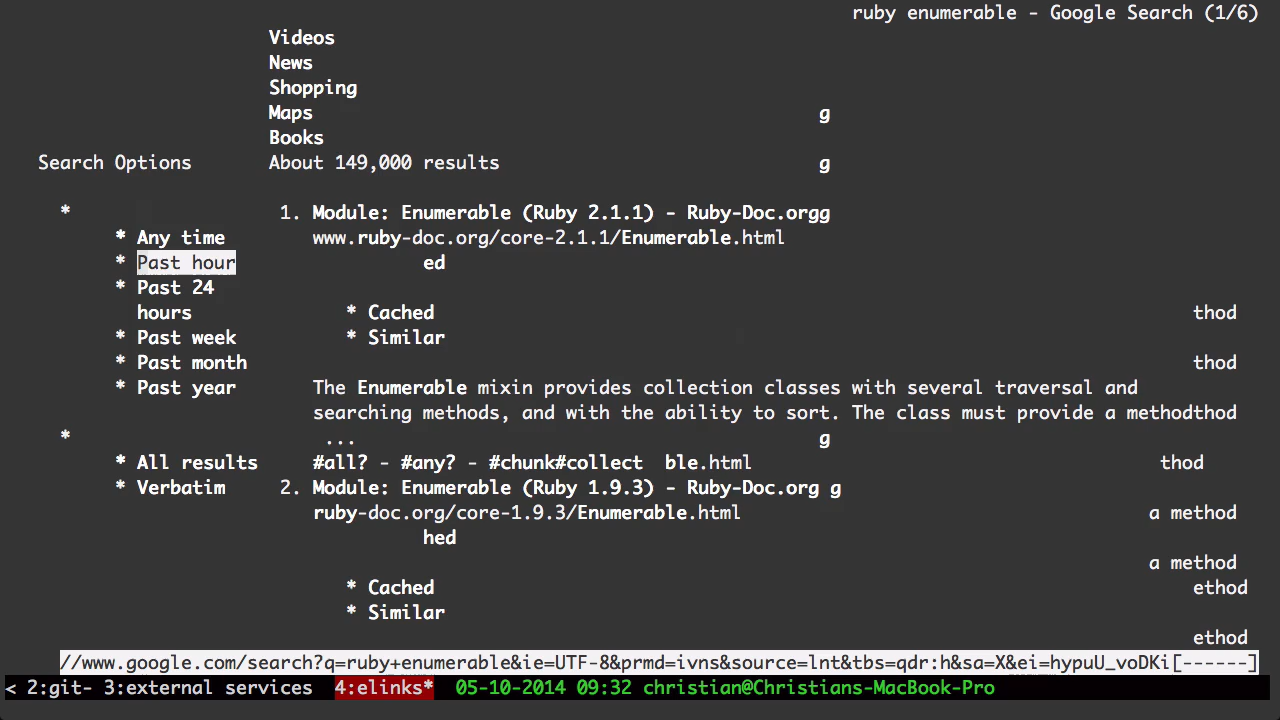 ruby enumerable - Google Search (1/6)
Videos
News
Shopping
Maps g
Books
Search Options About 149,000 results g
* 1. Module: Enumerable (Ruby 2.1.1) - Ruby-Doc.orgg
* Any time www.ruby-doc.org/core-2.1.1/Enumerable.html
* Past hour ed
* Past 24
hours * Cached thod
* Past week * Similar
* Past month thod
* Past year The Enumerable mixin provides collection classes with several traversal and
searching methods, and with the ability to sort. The class must provide a methodthod
* ... g
* All results #all? - #any? - #chunk#collect ble.html thod
* Verbatim 2. Module: Enumerable (Ruby 1.9.3) - Ruby-Doc.org g
ruby-doc.org/core-1.9.3/Enumerable.html a method
hed
a method
* Cached ethod
* Similar
ethod
//www.google.com/search?q=ruby+enumerable&ie=UTF-8&prmd=ivns&source=lnt&tbs=qdr:h&sa=X&ei=hypuU_voDKi[------]
< 2:git- 3:external services 4:elinks* 05-10-2014 09:32 christian@Christians-MacBook-Pro